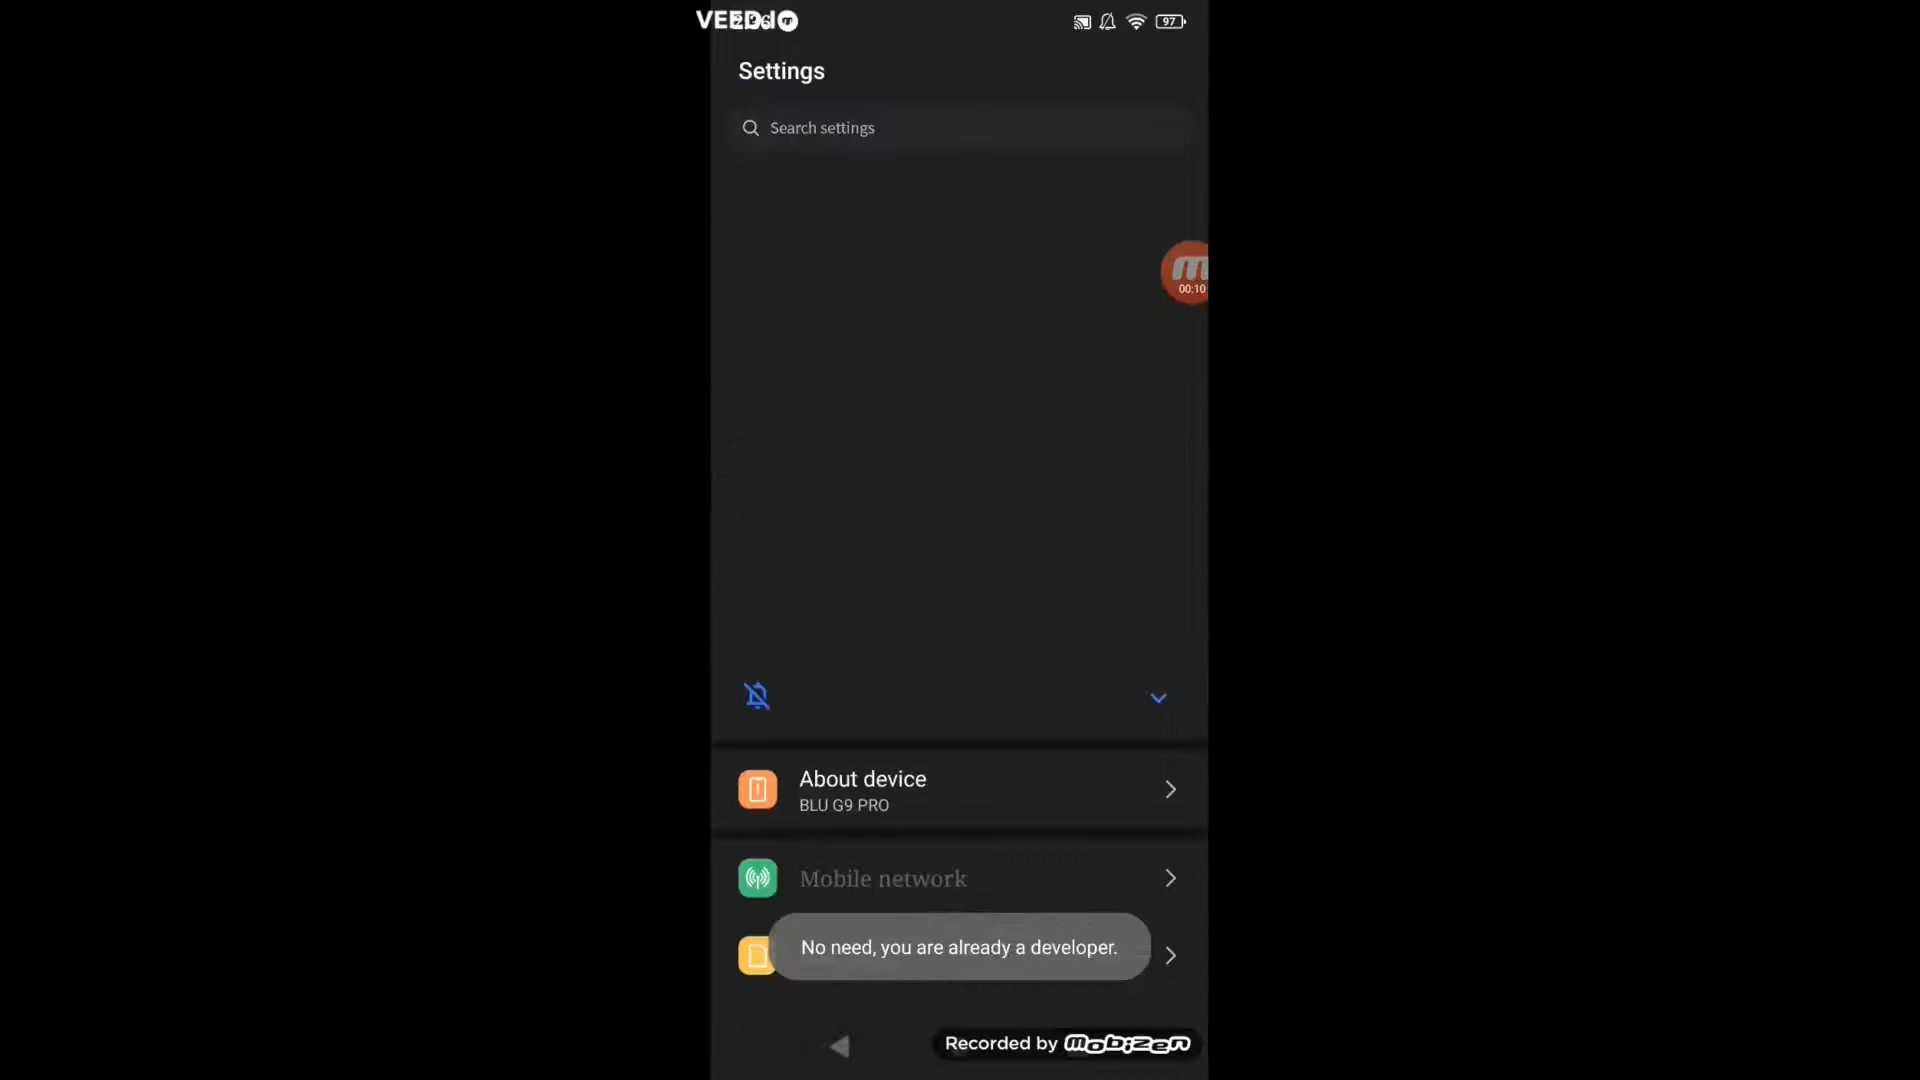 VEED.IO
97
Settings
Search settings
00:10
About device
BLU G9 PRO
Mobile network
No need, you are already a developer.
Recorded by mobizen